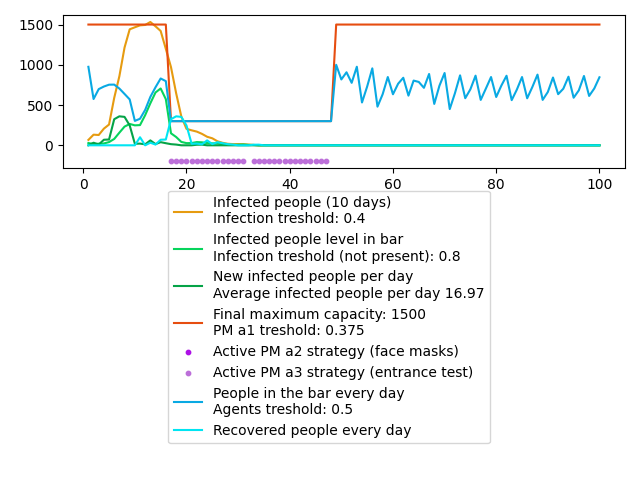 1500
1000
500
0
0
20
40
60
80
100
Infected people (10 days)
Infection treshold: 0.4
Infected people level in bar
Infection treshold (not present): 0.8
New infected people per day
Average infected people per day 16.97
Final maximum capacity: 1500
PM a1 treshold: 0.375
Active PM a2 strategy (face masks)
Active PM a3 strategy (entrance test)
People in the bar every day
Agents treshold: 0.5
Recovered people every day